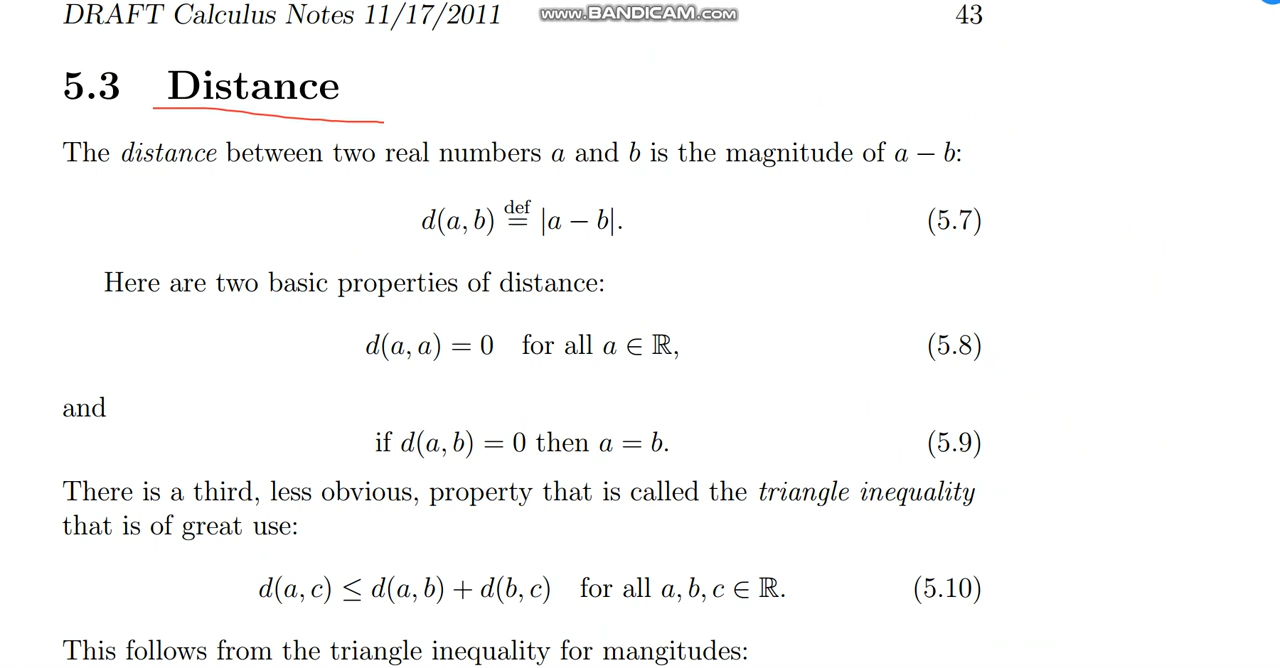 DRAFT Calculus Notes 11/17/2011 www.BANDICAM.com 43
5.3 Distance
The distance between two real numbers a and b is the magnitude of a − b:
d(a, b) def= |a − b|. (5.7)
Here are two basic properties of distance:
d(a, a) = 0 for all a ∈ ℝ, (5.8)
and
if d(a, b) = 0 then a = b. (5.9)
There is a third, less obvious, property that is called the triangle inequality
that is of great use:
d(a, c) ≤ d(a, b) + d(b, c) for all a, b, c ∈ ℝ. (5.10)
This follows from the triangle inequality for mangitudes: